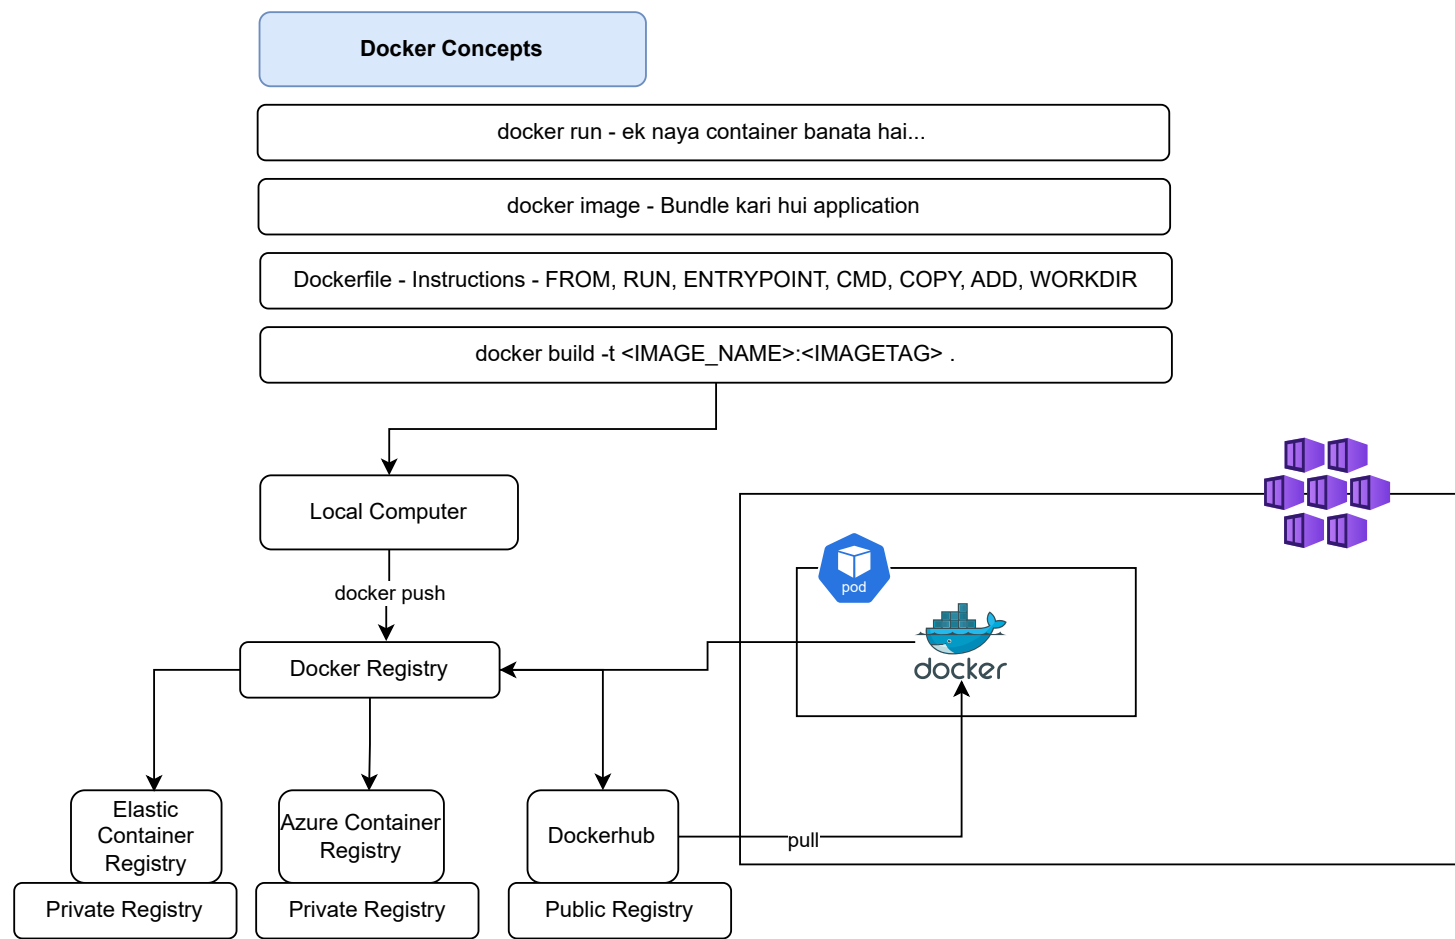 Docker Concepts
docker run - ek naya container banata hai...
docker image - Bundle kari hui application
Dockerfile - Instructions - FROM, RUN, ENTRYPOINT, CMD, COPY, ADD, WORKDIR
docker build -t <IMAGE_NAME>:<IMAGETAG> .
Local Computer
pod
docker push
docker
Docker Registry
Elastic
Container
Registry
Azure Container
Registry
Dockerhub
pull
Private Registry
Private Registry
Public Registry